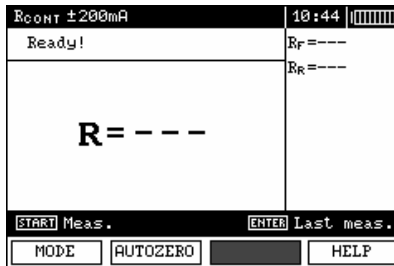 RCONT ±200mA 10:44
Ready!
RF=---
RR=---
R=---
START Meas. ENTER Last meas.
MODE AUTOZERO HELP